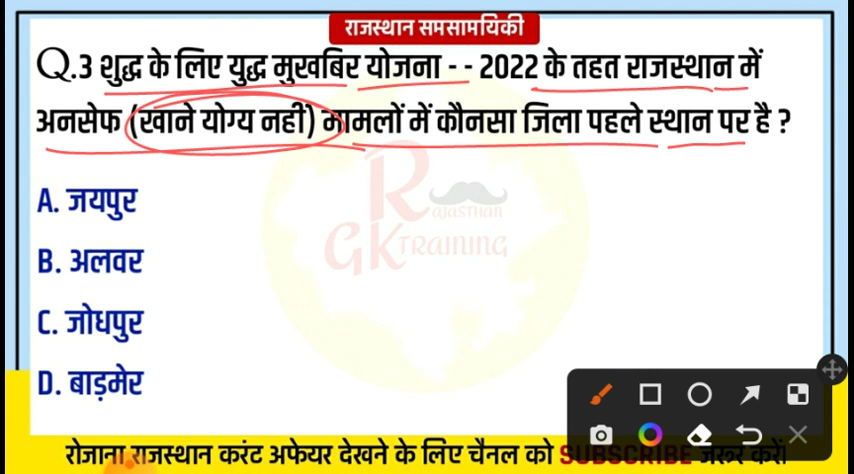 राजस्थान समसामयिकी
Q.3 शुद्ध के लिए युद्ध मुखबिर योजना - - 2022 के तहत राजस्थान में
अनसेफ (खाने योग्य नहीं) मामलों में कौनसा जिला पहले स्थान पर है ?
RAJASTHAN
GK TRAINING
A. जयपुर
B. अलवर
C. जोधपुर
D. बाड़मेर
रोजाना राजस्थान करंट अफेयर देखने के लिए चैनल को SUBSCRIBE जरूर करें